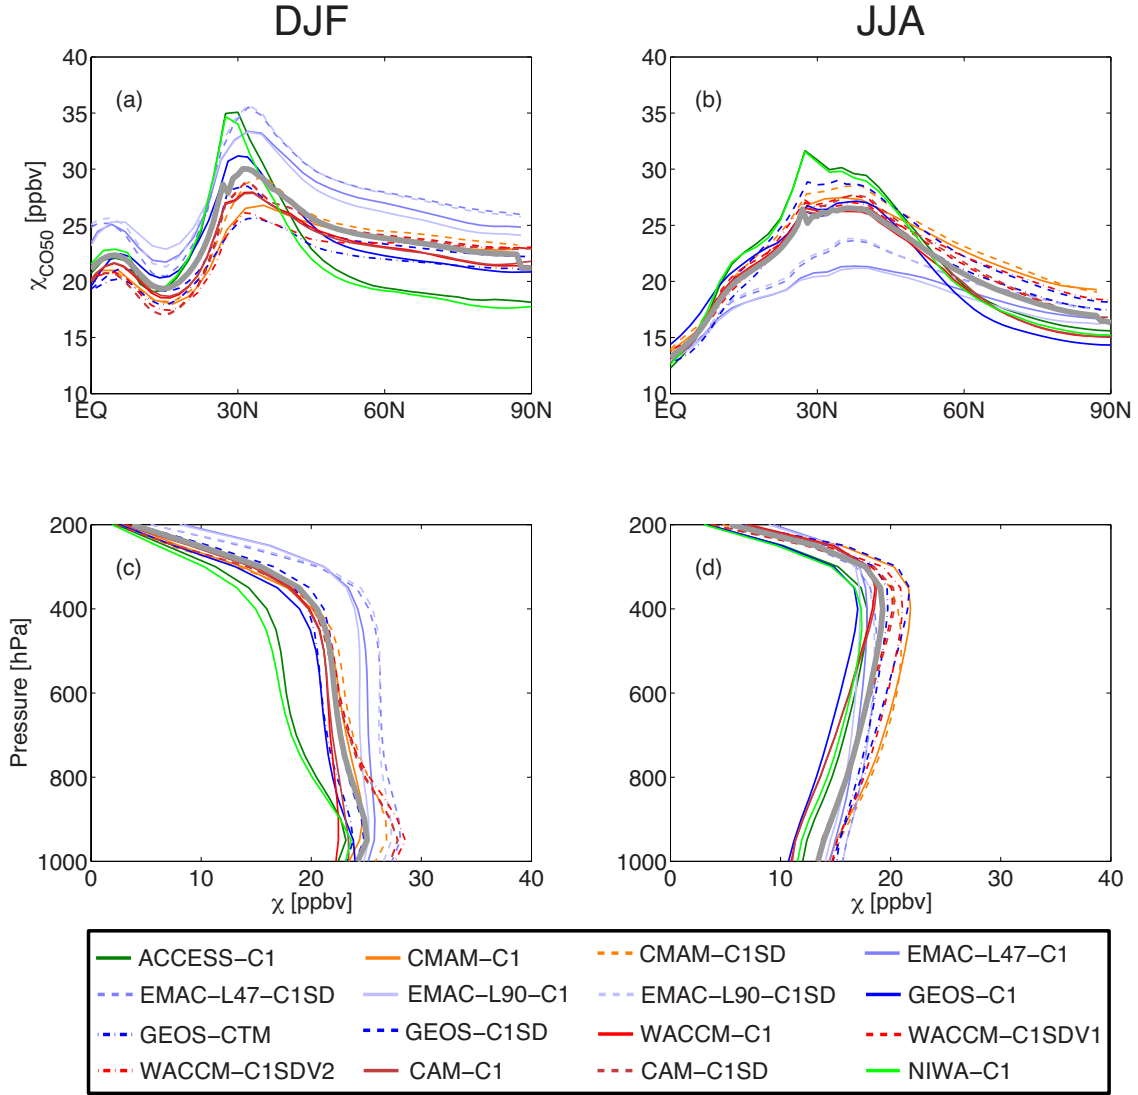 DJF
JJA
(a)
χCO50 [ppbv]
40
35
30
25
20
15
10
EQ 30N 60N 90N
(b)
40
35
30
25
20
15
10
EQ 30N 60N 90N
(c)
Pressure [hPa]
200
400
600
800
1000
0 10 20 30 40
χ [ppbv]
(d)
200
400
600
800
1000
0 10 20 30 40
χ [ppbv]
ACCESS−C1 CMAM−C1 CMAM−C1SD EMAC−L47−C1
EMAC−L47−C1SD EMAC−L90−C1 EMAC−L90−C1SD GEOS−C1
GEOS−CTM GEOS−C1SD WACCM−C1 WACCM−C1SDV1
WACCM−C1SDV2 CAM−C1 CAM−C1SD NIWA−C1